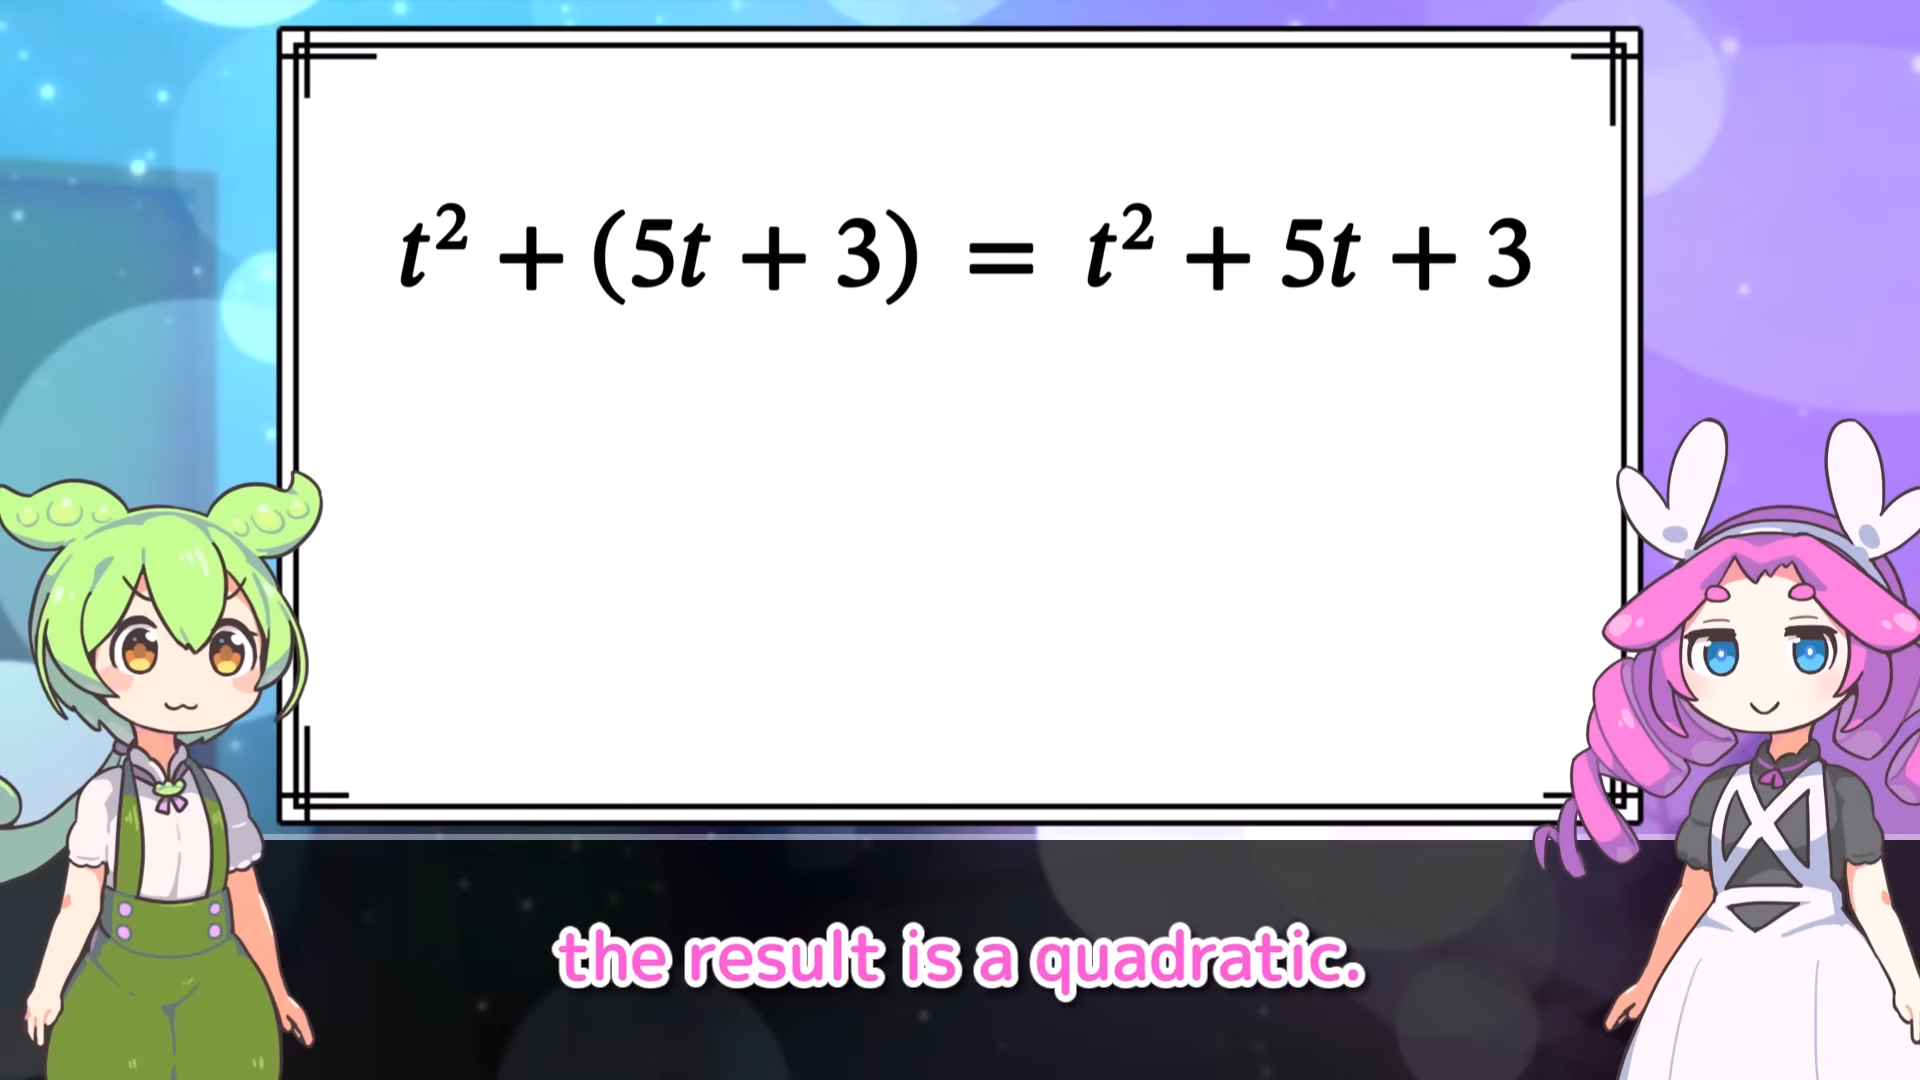 t² + (5t + 3) = t² + 5t + 3
the result is a quadratic.